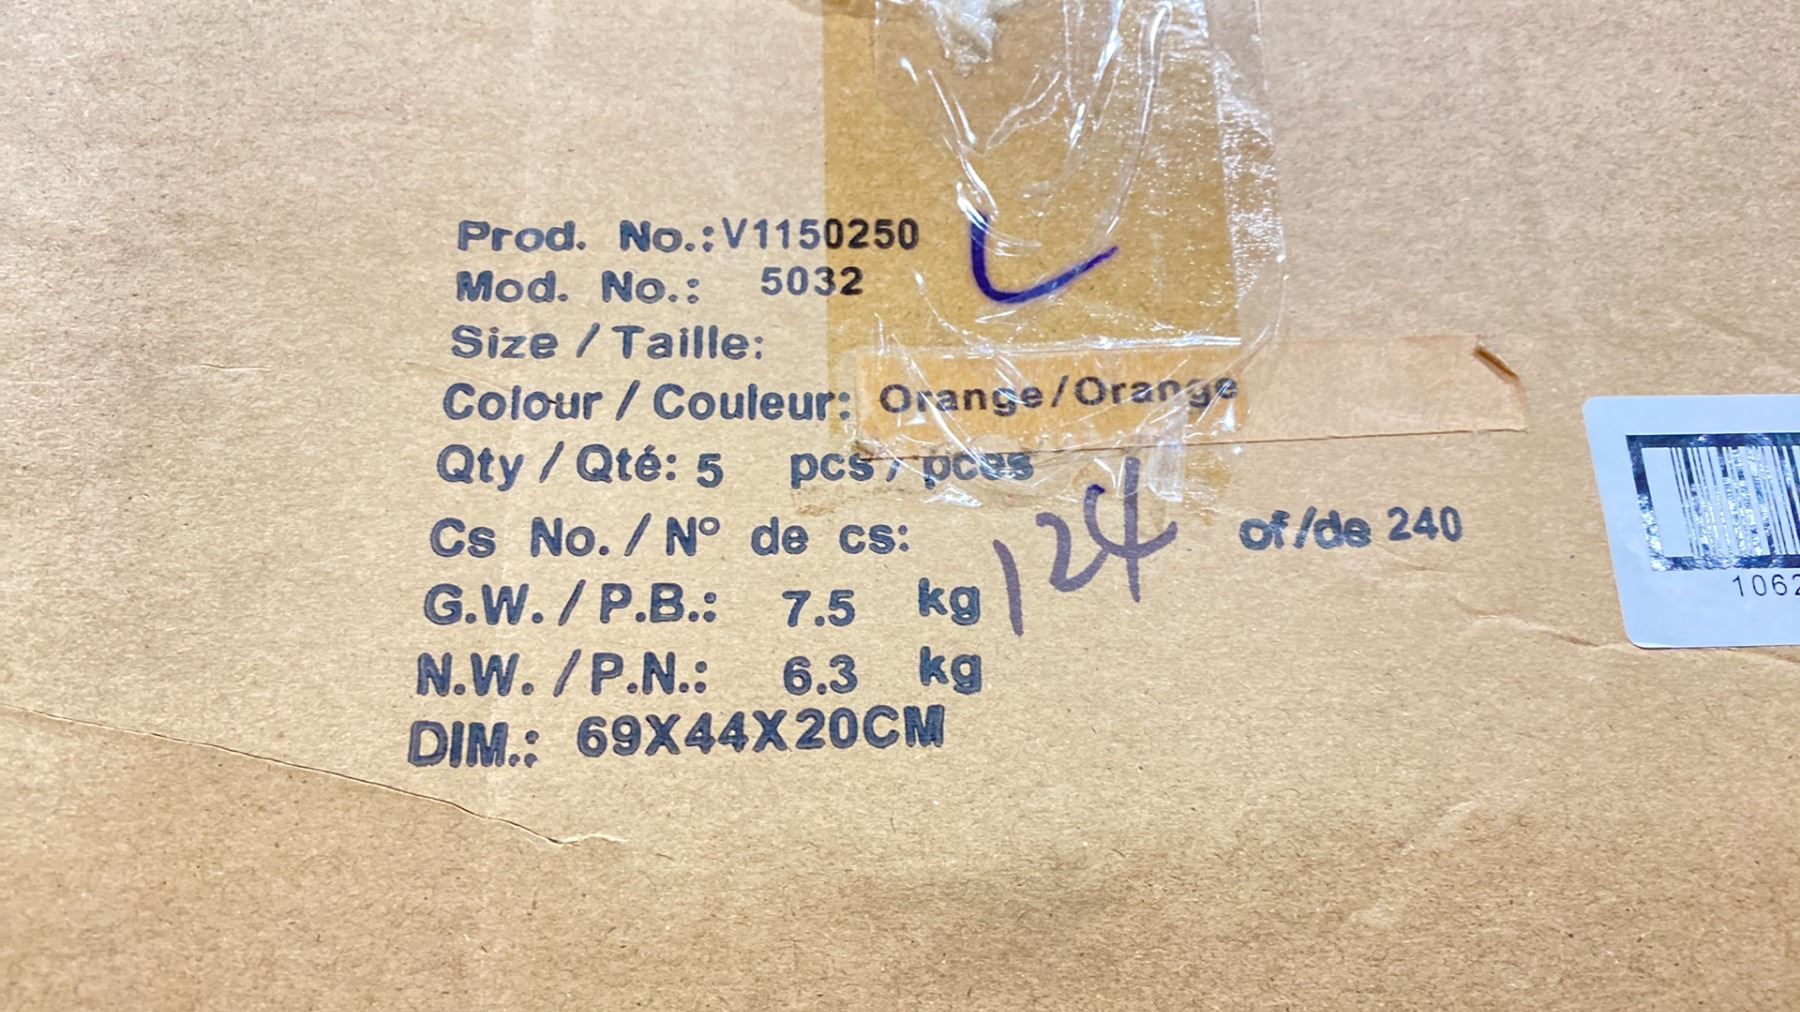 Prod. No.:V1150250
Mod. No.: 5032
Size / Taille: L
Colour / Couleur: Orange/Orange
Qty / Qté: 5 pcs / pces
Cs No. / Nº de cs: 124 of/de 240
G.W. / P.B.: 7.5 kg
N.W. / P.N.: 6.3 kg
DIM.: 69X44X20CM
1062